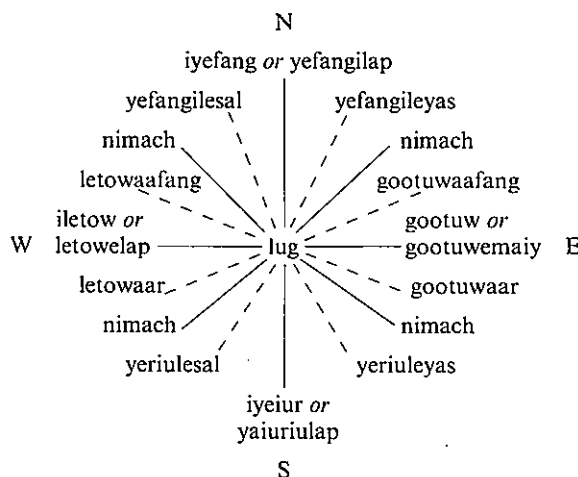 N
iyefang or yefangilap
yefangilesal yefangileyas
nimach nimach
letowaafang gootuwaafang
iletow or gootuw or
W letowelap lug gootuwemaiy E
letowaar gootuwaar
nimach nimach
yeriulesal yeriuleyas
iyeiur or
yaiuriulap
S